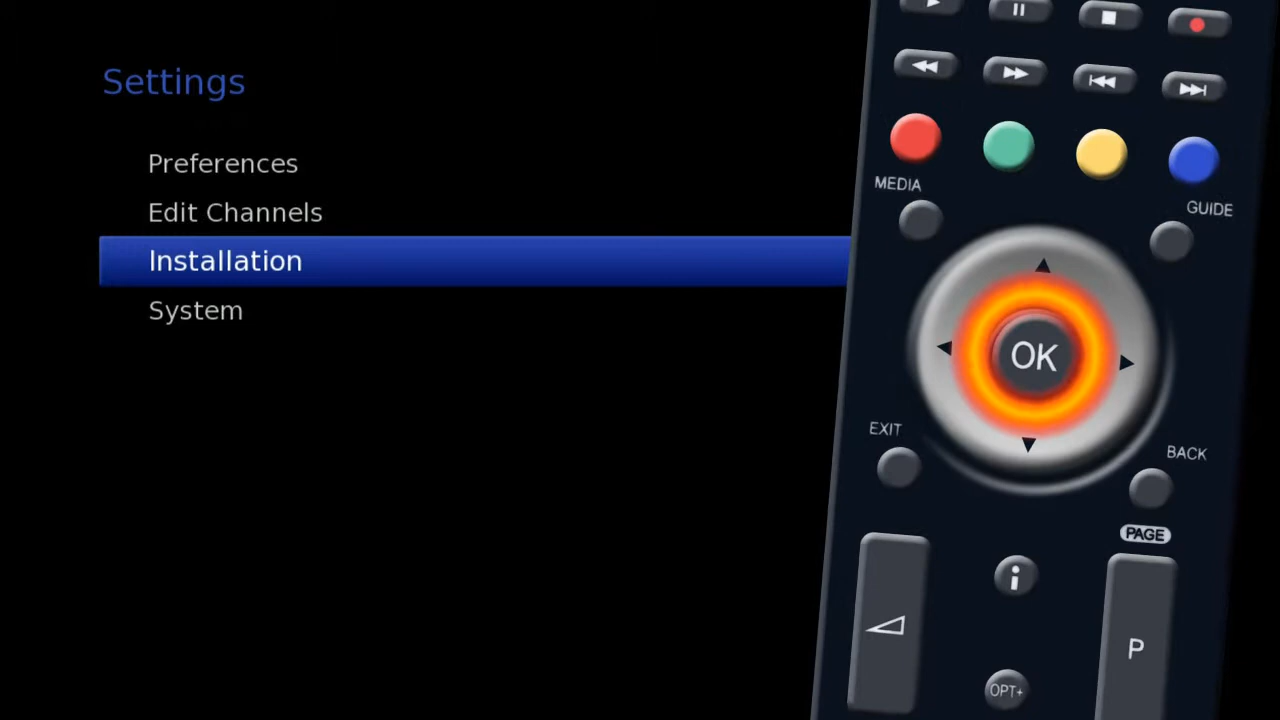 Settings
Preferences
Edit Channels
Installation
System
MEDIA
GUIDE
OK
EXIT
BACK
PAGE
i
P
OPT+